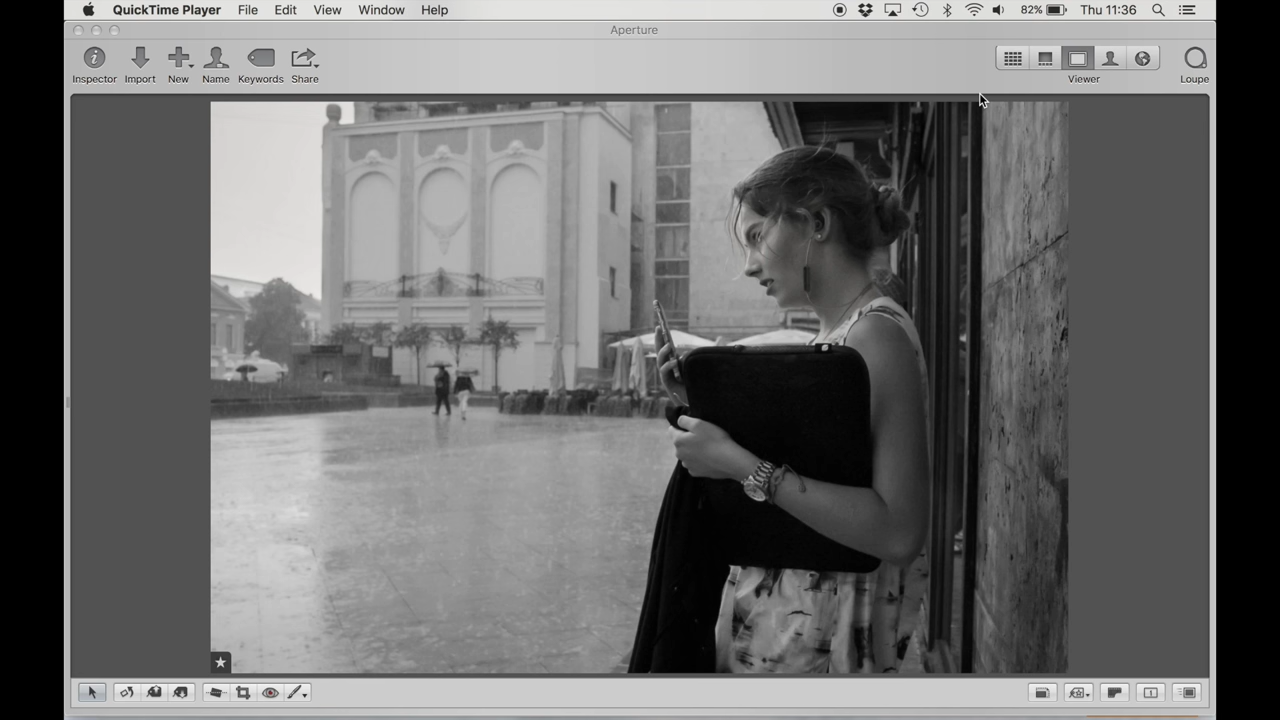 QuickTime Player File Edit View Window Help 82% Thu 11:36
Aperture
Inspector Import New Name Keywords Share Viewer Loupe
1